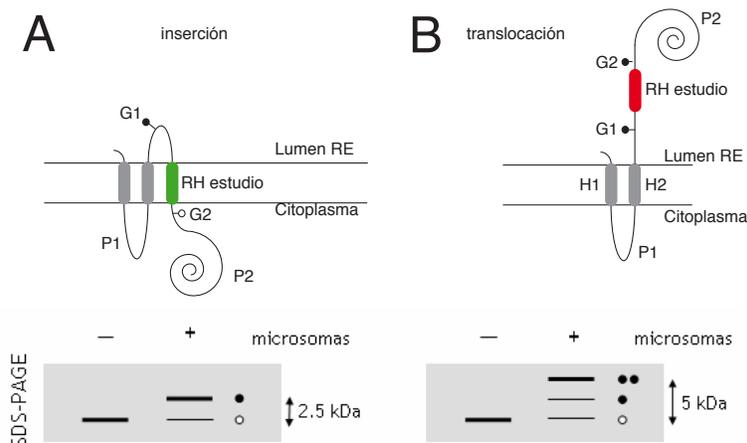 A
inserción
G1
Lumen RE
RH estudio
G2
Citoplasma
P1
P2
B
translocación
P2
G2
RH estudio
G1
Lumen RE
H1
H2
Citoplasma
P1
SDS-PAGE
— + microsomas
2.5 kDa
— + microsomas
5 kDa